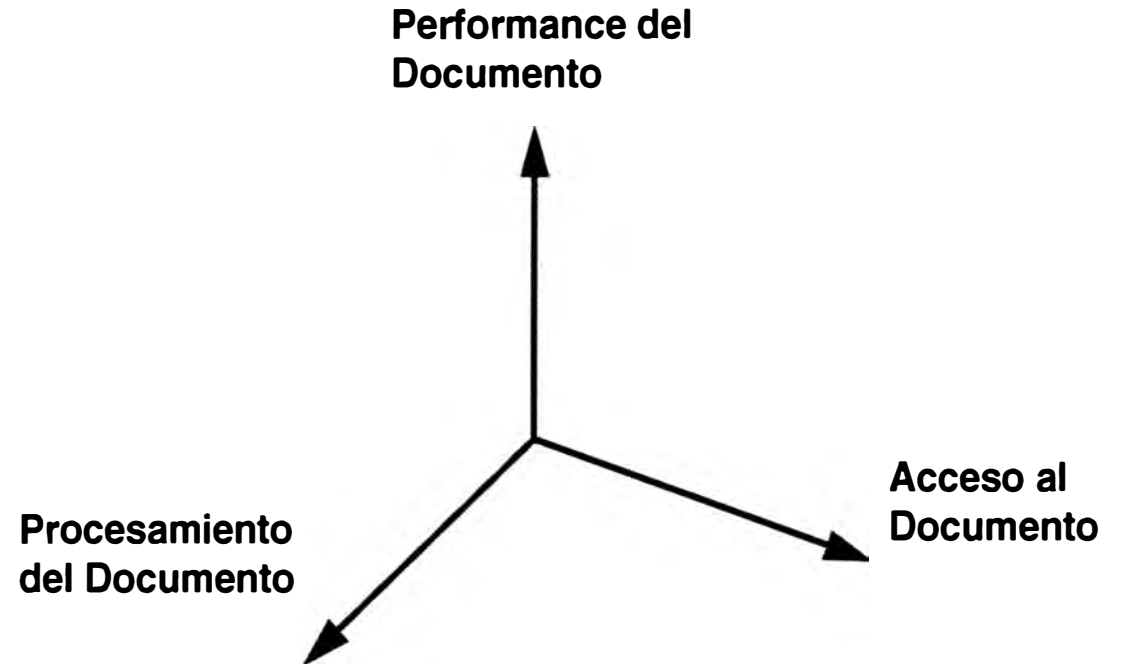 Performance del
Documento
Acceso al
Documento
Procesamiento
del Documento